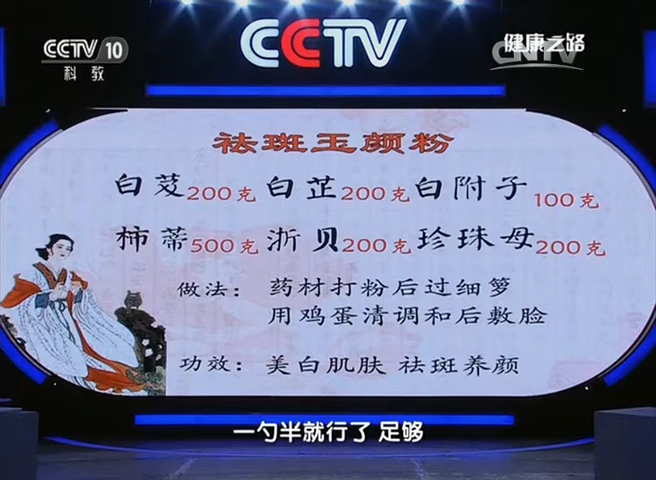 CCTV 10
科教
CCTV
健康之路
CNTV
祛斑玉颜粉
白芨200克 白芷200克 白附子100克
柿蒂500克 浙贝200克 珍珠母200克
做法: 药材打粉后过细箩
用鸡蛋清调和后敷脸
功效: 美白肌肤 祛斑养颜
一勺半就行了 足够